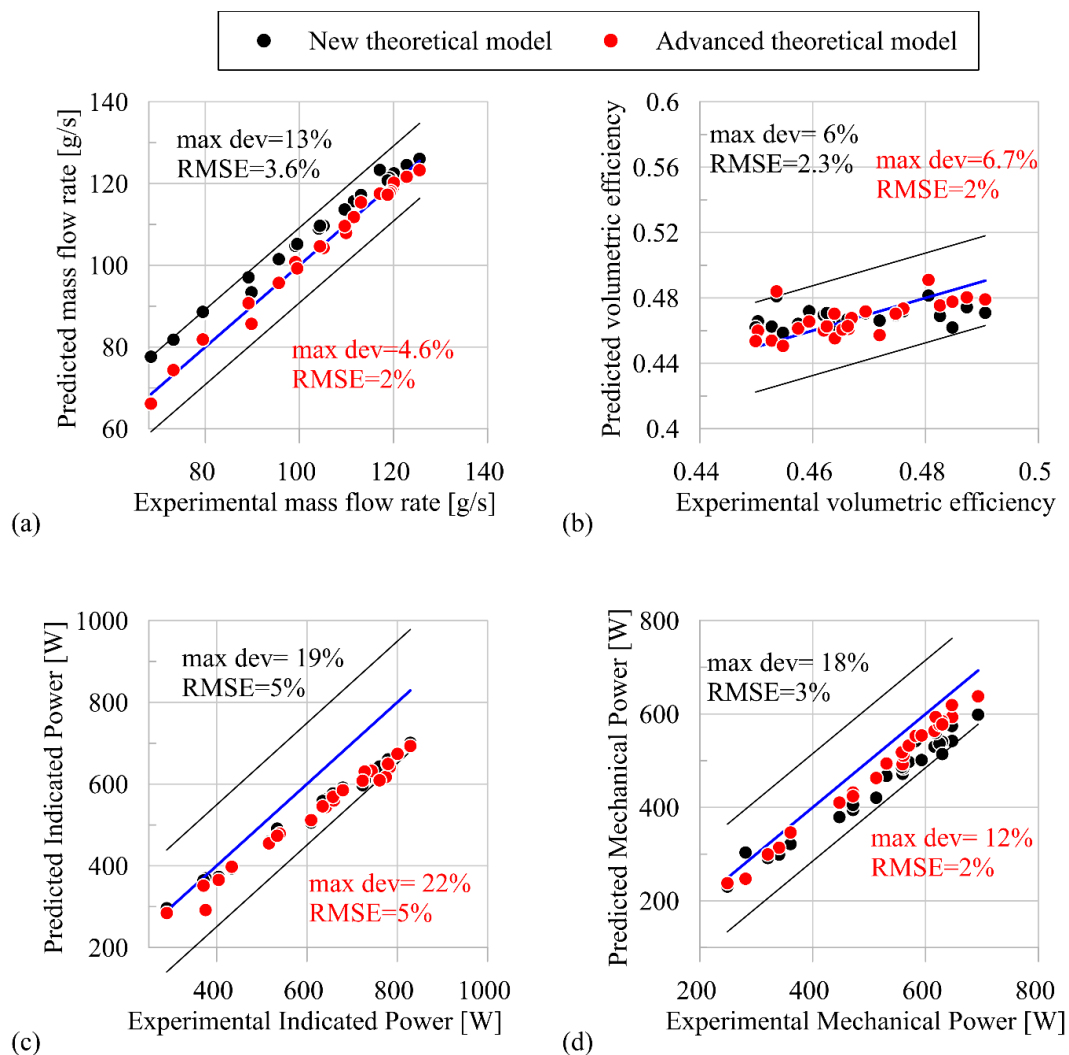 New theoretical model
Advanced theoretical model
140
120
100
80
60
Predicted mass flow rate [g/s]
max dev=13%
RMSE=3.6%
max dev=4.6%
RMSE=2%
80
100
120
140
Experimental mass flow rate [g/s]
(a)
0.6
0.56
0.52
0.48
0.44
0.4
Predicted volumetric efficiency
max dev= 6%
RMSE=2.3%
max dev=6.7%
RMSE=2%
0.44
0.46
0.48
0.5
Experimental volumetric efficiency
(b)
1000
800
600
400
200
Predicted Indicated Power [W]
max dev= 19%
RMSE=5%
max dev= 22%
RMSE=5%
400
600
800
1000
Experimental Indicated Power [W]
(c)
800
600
400
200
Predicted Mechanical Power [W]
max dev= 18%
RMSE=3%
max dev= 12%
RMSE=2%
200
400
600
800
Experimental Mechanical Power [W]
(d)